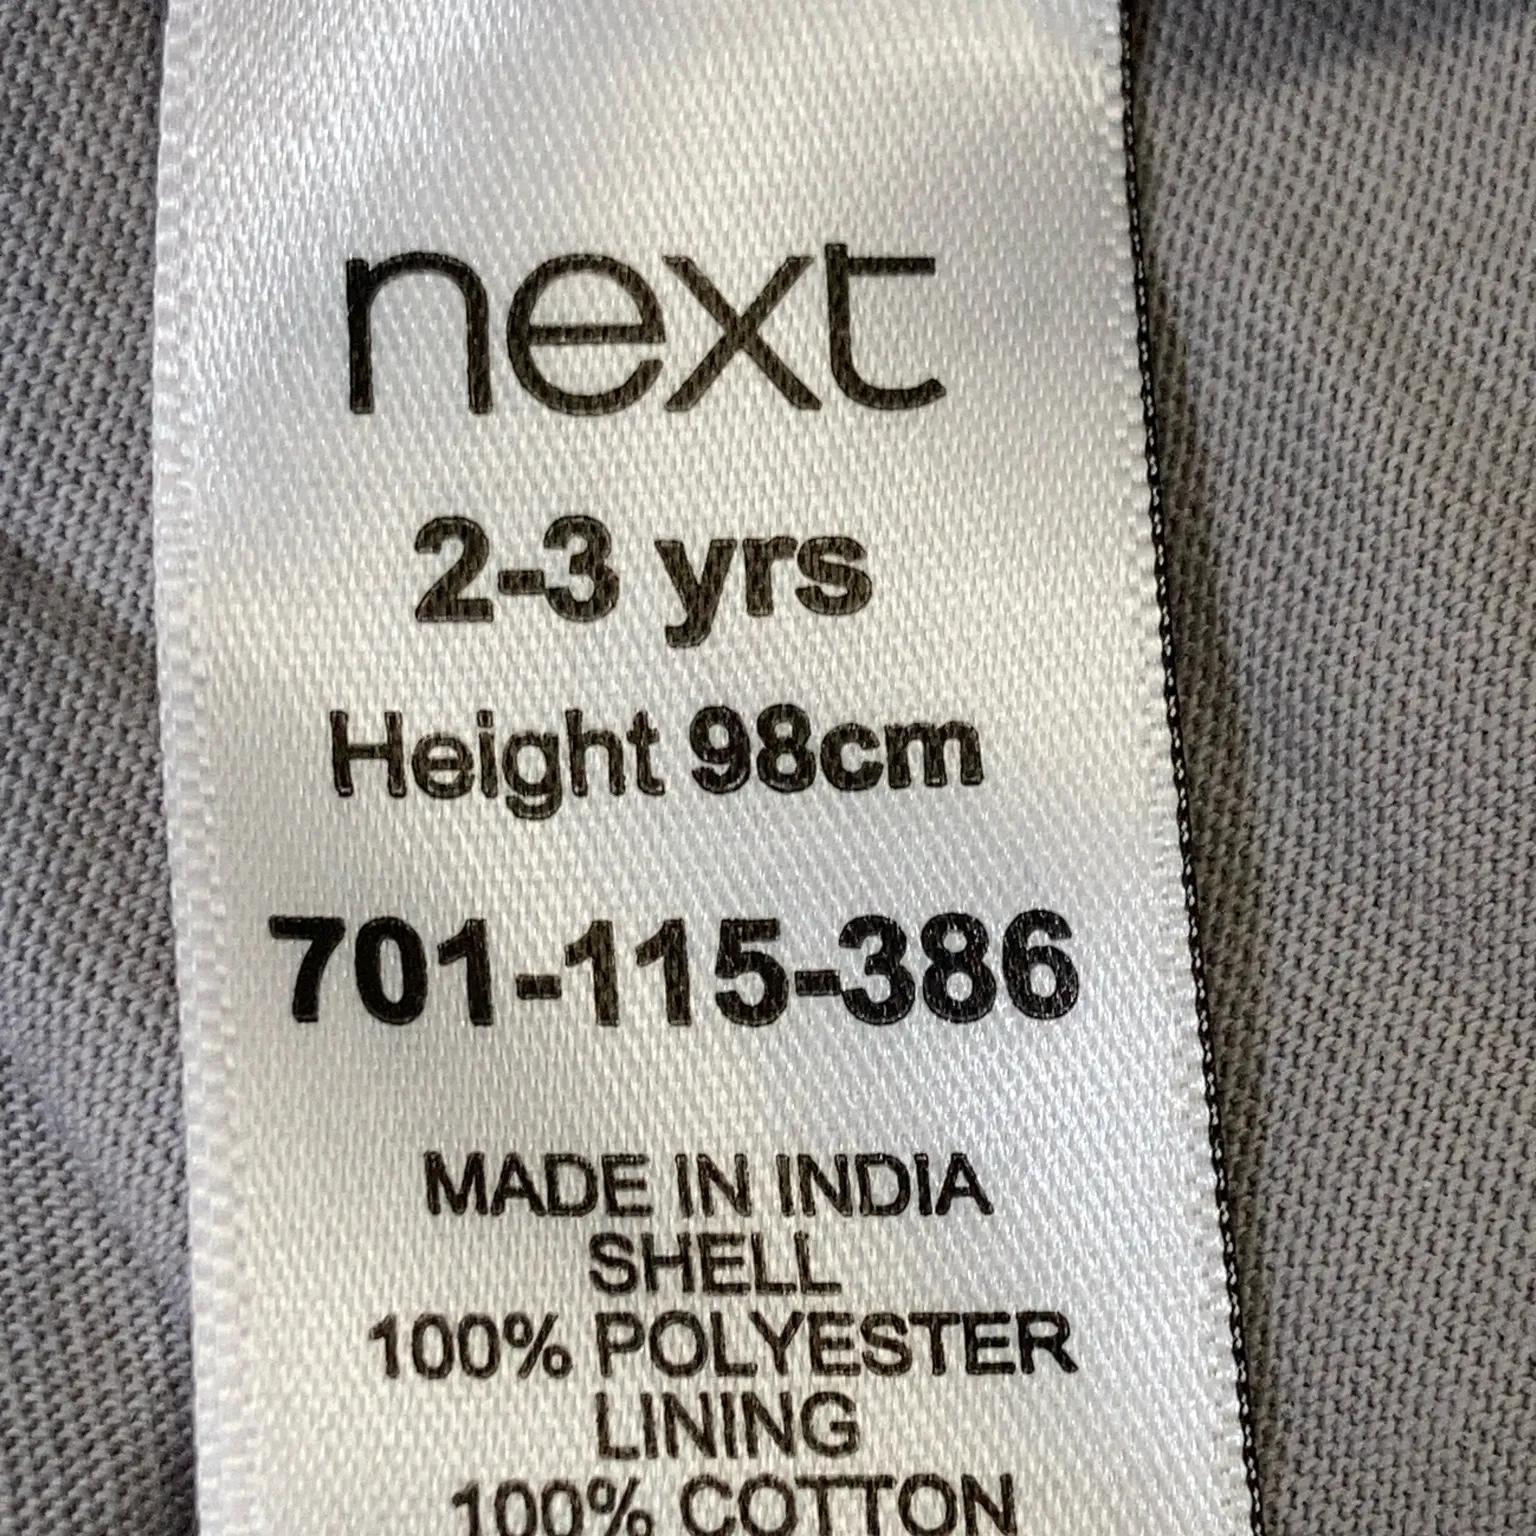 next
2-3 yrs
Height 98cm
701-115-386
MADE IN INDIA
SHELL
100% POLYESTER
LINING
100% COTTON